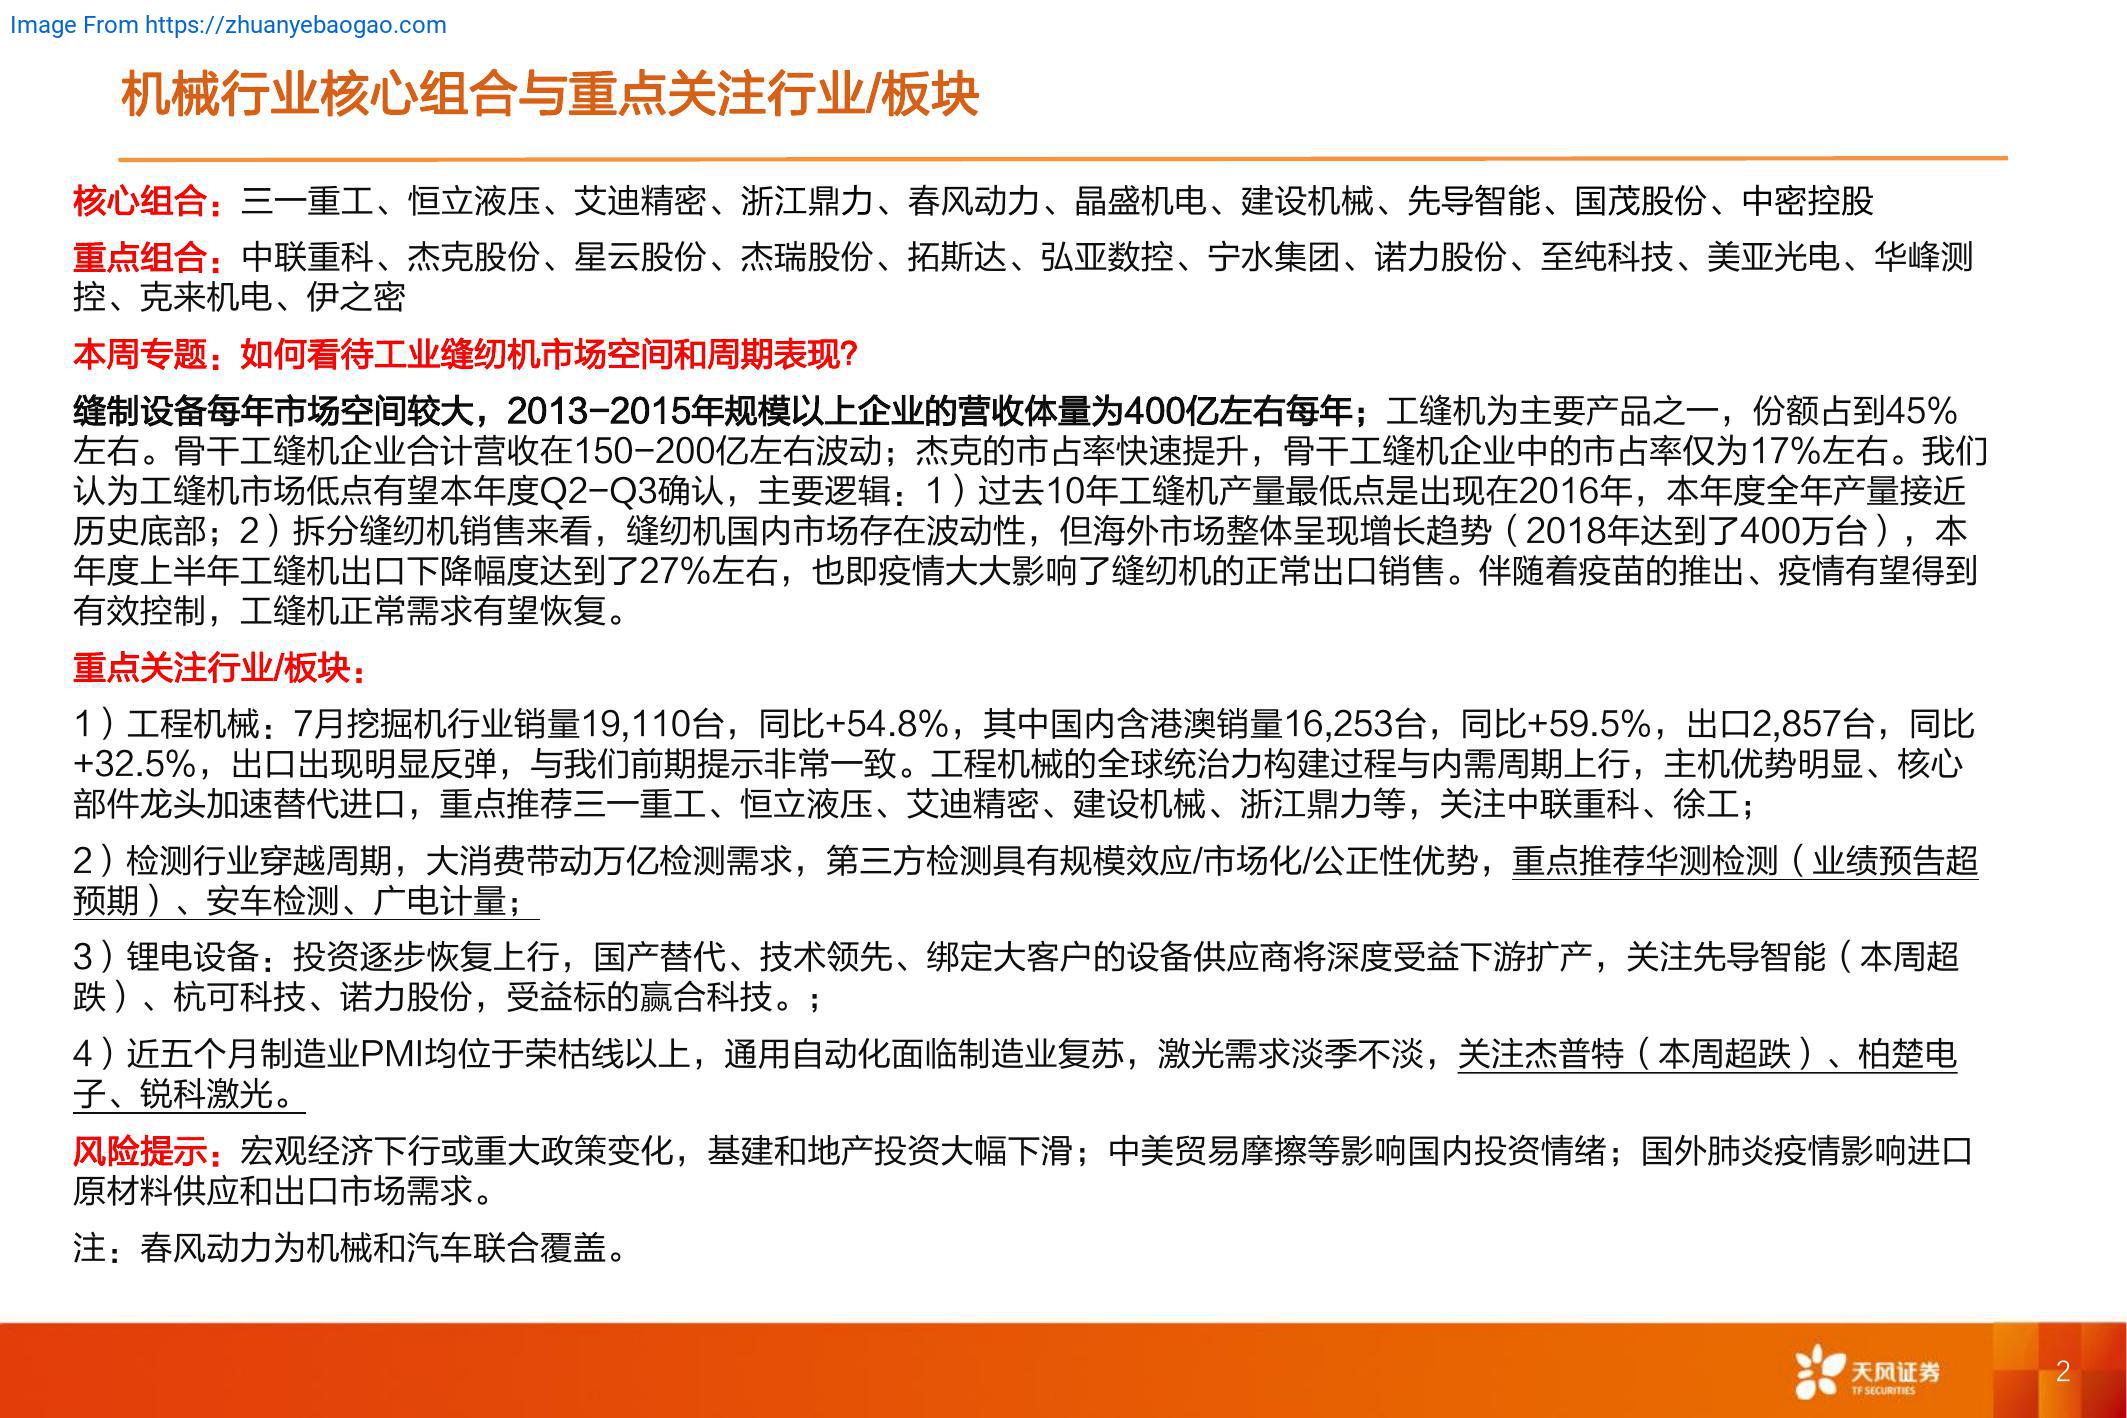 Image From https://zhuanyebaogao.com
机械行业核心组合与重点关注行业/板块
核心组合：三一重工、恒立液压、艾迪精密、浙江鼎力、春风动力、晶盛机电、建设机械、先导智能、国茂股份、中密控股
重点组合：中联重科、杰克股份、星云股份、杰瑞股份、拓斯达、弘亚数控、宁水集团、诺力股份、至纯科技、美亚光电、华峰测
控、克来机电、伊之密
本周专题：如何看待工业缝纫机市场空间和周期表现？
缝制设备每年市场空间较大，2013-2015年规模以上企业的营收体量为400亿左右每年；工缝机为主要产品之一，份额占到45%
左右。骨干工缝机企业合计营收在150-200亿左右波动；杰克的市占率快速提升，骨干工缝机企业中的市占率仅为17%左右。我们
认为工缝机市场低点有望本年度Q2-Q3确认，主要逻辑：1）过去10年工缝机产量最低点是出现在2016年，本年度全年产量接近
历史底部；2）拆分缝纫机销售来看，缝纫机国内市场存在波动性，但海外市场整体呈现增长趋势（2018年达到了400万台），本
年度上半年工缝机出口下降幅度达到了27%左右，也即疫情大大影响了缝纫机的正常出口销售。伴随着疫苗的推出、疫情有望得到
有效控制，工缝机正常需求有望恢复。
重点关注行业/板块：
1）工程机械：7月挖掘机行业销量19,110台，同比+54.8%，其中国内含港澳销量16,253台，同比+59.5%，出口2,857台，同比
+32.5%，出口出现明显反弹，与我们前期提示非常一致。工程机械的全球统治力构建过程与内需周期上行，主机优势明显、核心
部件龙头加速替代进口，重点推荐三一重工、恒立液压、艾迪精密、建设机械、浙江鼎力等，关注中联重科、徐工；
2）检测行业穿越周期，大消费带动万亿检测需求，第三方检测具有规模效应/市场化/公正性优势，重点推荐华测检测（业绩预告超
预期）、安车检测、广电计量；
3）锂电设备：投资逐步恢复上行，国产替代、技术领先、绑定大客户的设备供应商将深度受益下游扩产，关注先导智能（本周超
跌）、杭可科技、诺力股份，受益标的赢合科技。；
4）近五个月制造业PMI均位于荣枯线以上，通用自动化面临制造业复苏，激光需求淡季不淡，关注杰普特（本周超跌）、柏楚电
子、锐科激光。
风险提示：宏观经济下行或重大政策变化，基建和地产投资大幅下滑；中美贸易摩擦等影响国内投资情绪；国外肺炎疫情影响进口
原材料供应和出口市场需求。
注：春风动力为机械和汽车联合覆盖。
天风证券
TF SECURITIES
2